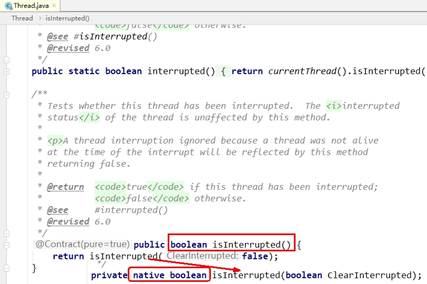 Thread.java ×
Thread › isInterrupted()
<code>false</code> otherwise.
* @see #isInterrupted()
* @revised 6.0
*/
public static boolean interrupted() { return currentThread().isInterrupted(
/**
* Tests whether this thread has been interrupted. The <i>interrupted
* status</i> of the thread is unaffected by this method.
*
* <p>A thread interruption ignored because a thread was not alive
* at the time of the interrupt will be reflected by this method
* returning false.
*
* @return <code>true</code> if this thread has been interrupted;
* <code>false</code> otherwise.
* @see #interrupted()
* @revised 6.0
*/
@Contract(pure=true) public boolean isInterrupted() {
return isInterrupted( ClearInterrupted: false);
*/
}
private native boolean isInterrupted(boolean ClearInterrupted);